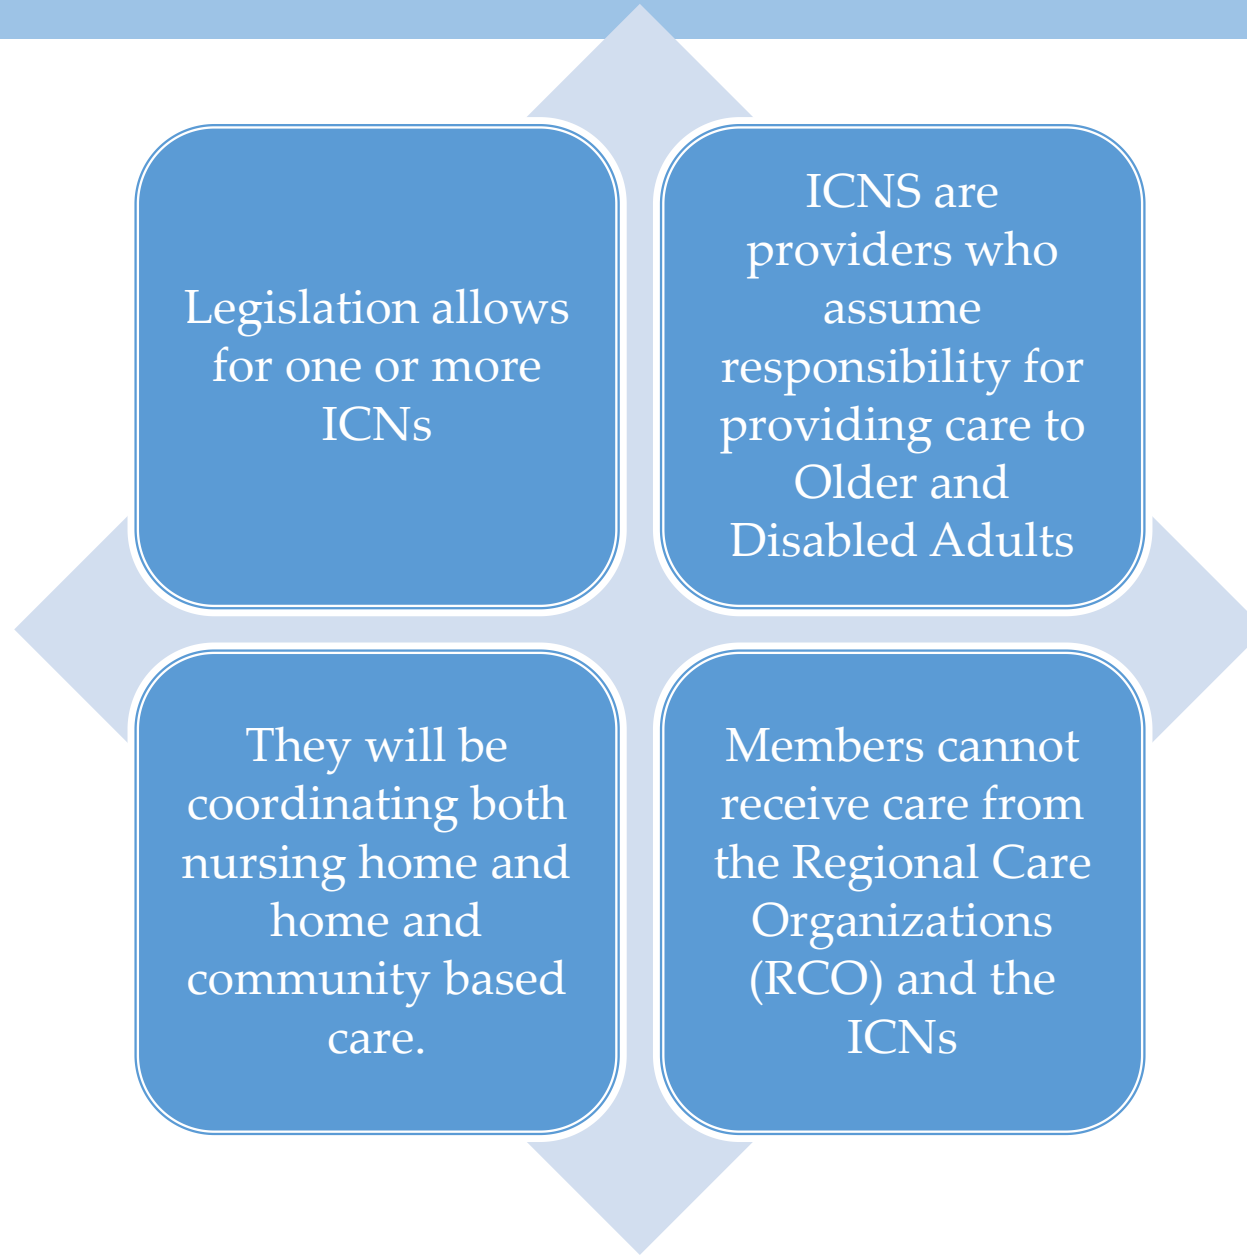 Legislation allows
for one or more
ICNs
ICNS are
providers who
assume
responsibility for
providing care to
Older and
Disabled Adults
They will be
coordinating both
nursing home and
home and
community based
care.
Members cannot
receive care from
the Regional Care
Organizations
(RCO) and the
ICNs